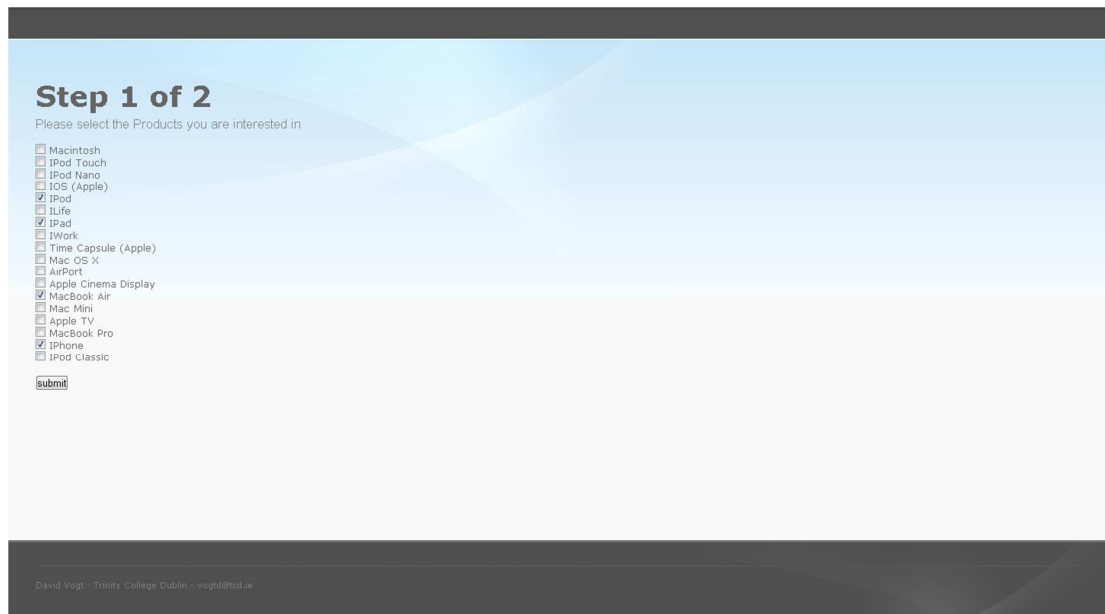 Step 1 of 2
Please select the Products you are interested in
Macintosh
IPod Touch
IPod Nano
IOS (Apple)
IPod
ILife
IPad
IWork
Time Capsule (Apple)
Mac OS X
AirPort
Apple Cinema Display
MacBook Air
Mac Mini
Apple TV
MacBook Pro
IPhone
IPod Classic
submit
David Vogt - Trinity College Dublin - vogtd@tcd.ie